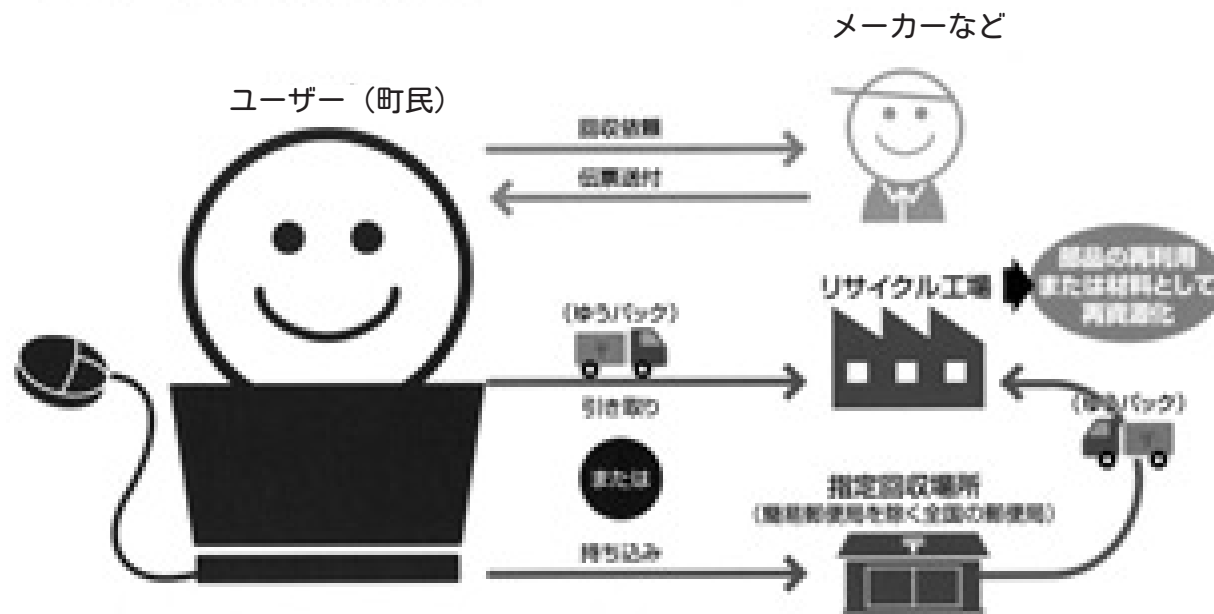 メーカーなど
ユーザー（町民）
回収依頼
伝票送付
部品の再利用
または材料として
再資源化
リサイクル工場
（ゆうパック）
引き取り
（ゆうパック）
または
指定回収場所
（簡易郵便局を除く全国の郵便局）
持ち込み